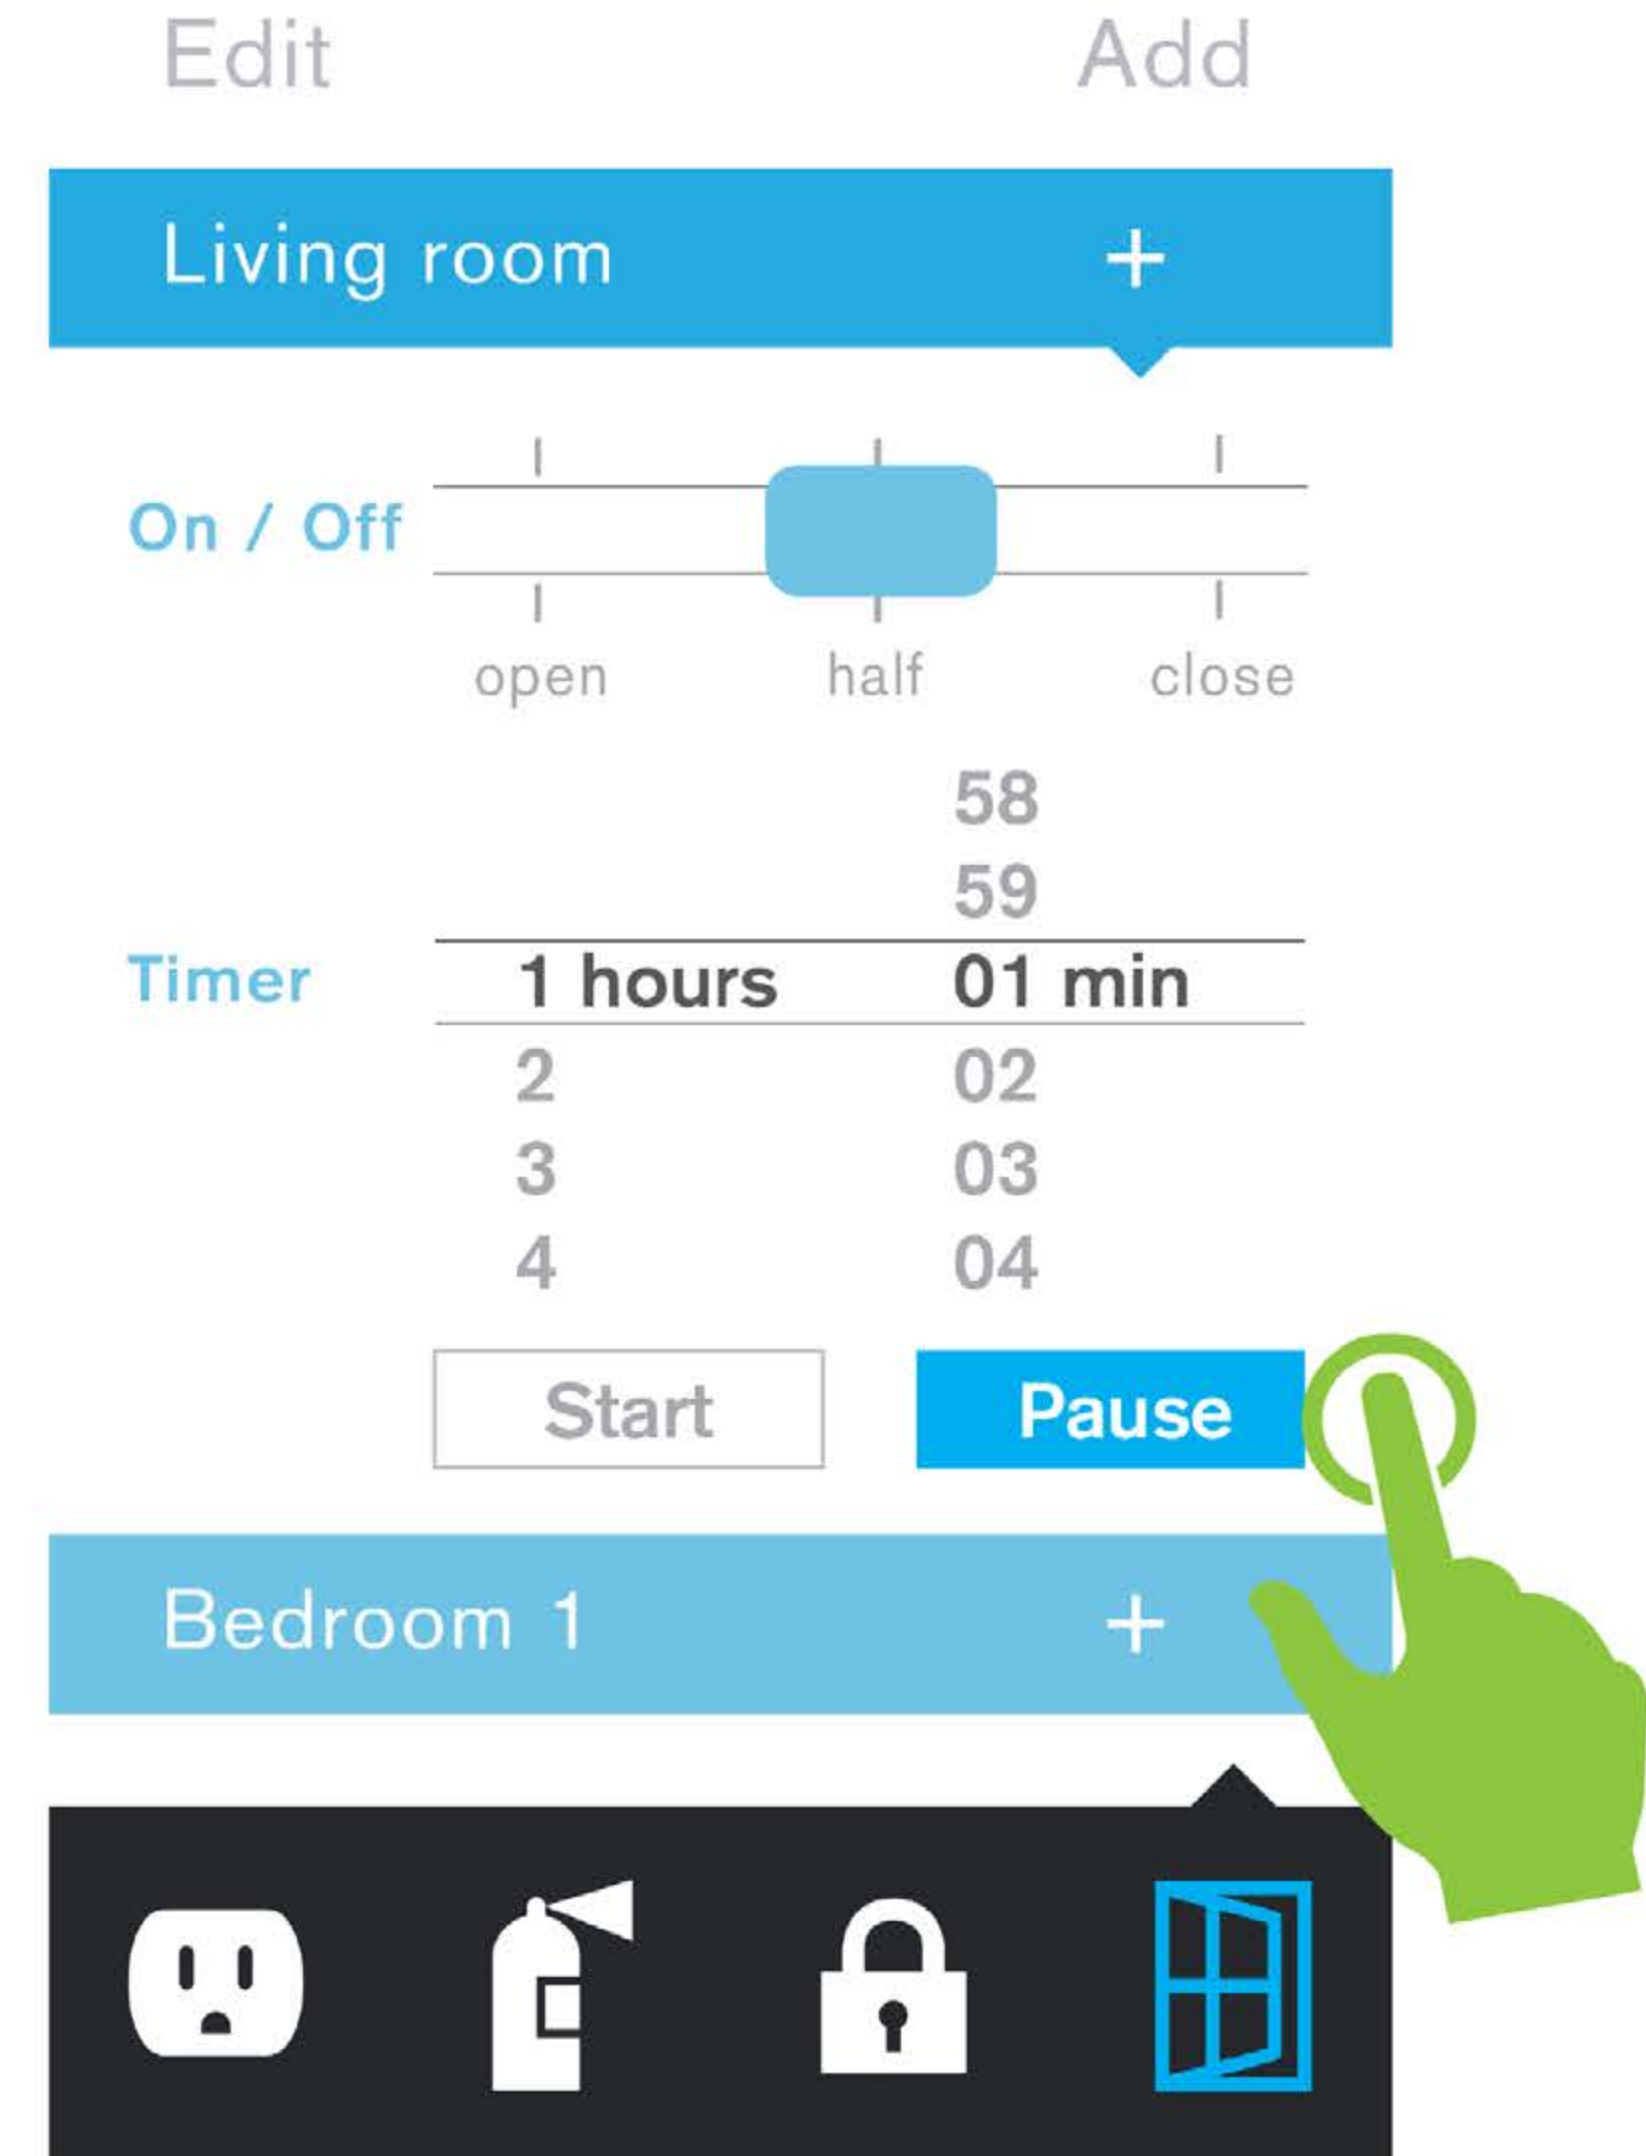 Edit Add
Living room +
On / Off
open half close
58
59
Timer 1 hours 01 min
2 02
3 03
4 04
Start Pause
Bedroom 1 +